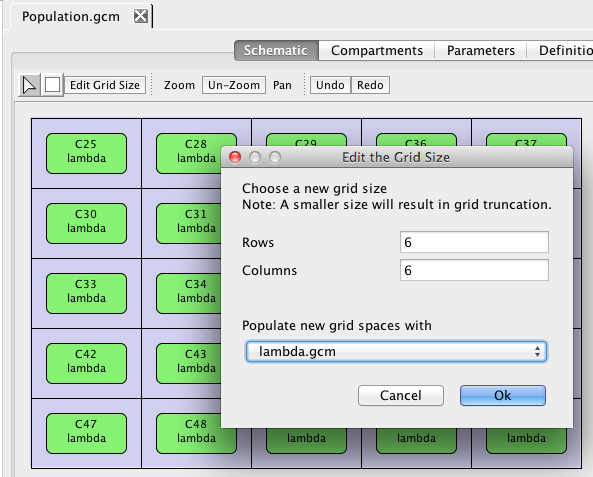 Population.gcm
Schematic Compartments Parameters Definitio
Edit Grid Size Zoom Un-Zoom Pan Undo Redo
C25 C28 C29 C36 C37
lambda lambda
Edit the Grid Size
Choose a new grid size
Note: A smaller size will result in grid truncation.
C30 C31
lambda lambda
Rows 6
Columns 6
C33 C34
lambda lambda
Populate new grid spaces with
lambda.gcm
C42 C43
lambda lambda
Cancel Ok
C47 C48
lambda lambda lambda lambda lambda